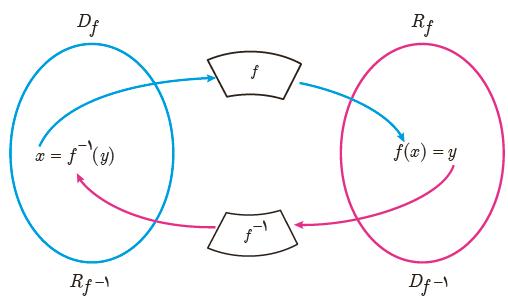 D_f
R_f
f
x = f^{-۱}(y)
f(x) = y
f^{-۱}
R_{f^{-۱}}
D_{f^{-۱}}